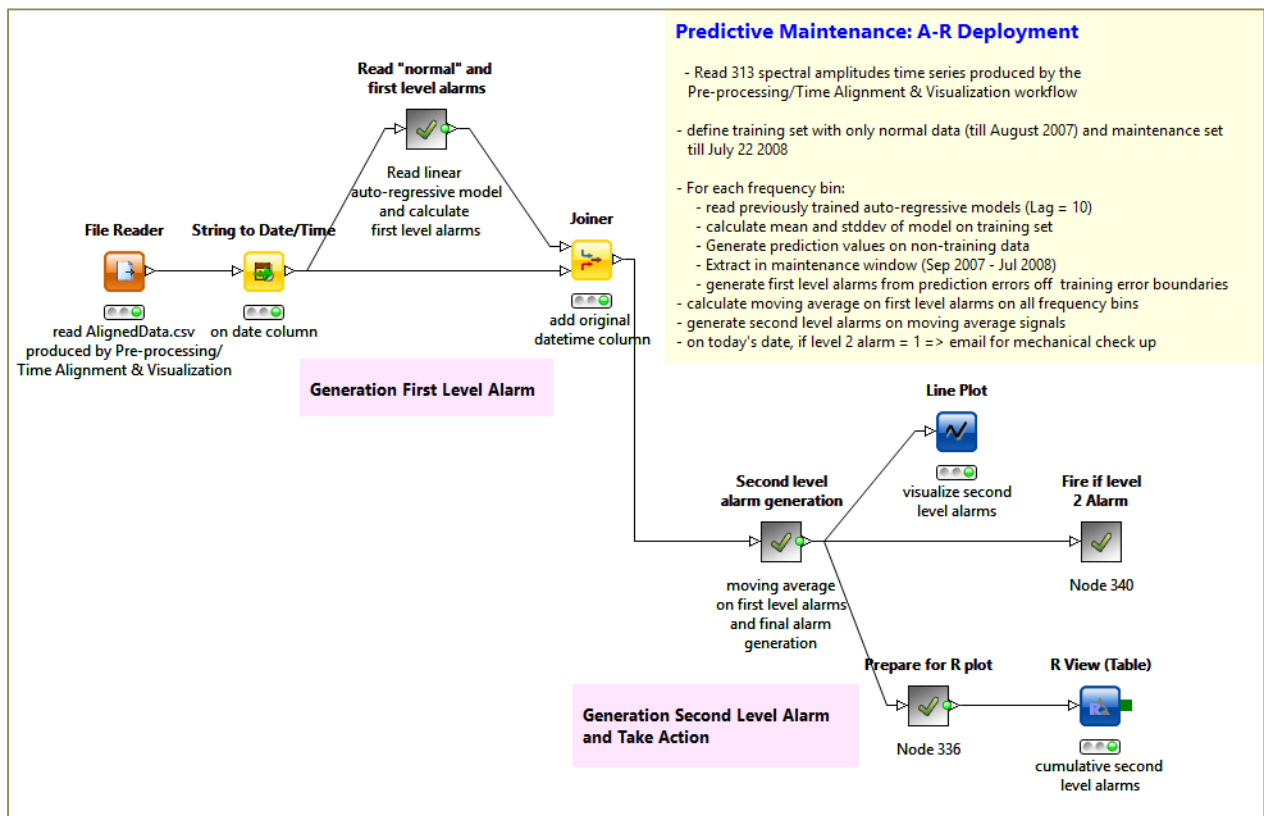 Predictive Maintenance: A-R Deployment
- Read 313 spectral amplitudes time series produced by the
Pre-processing/Time Alignment & Visualization workflow
- define training set with only normal data (till August 2007) and maintenance set
till July 22 2008
- For each frequency bin:
- read previously trained auto-regressive models (Lag = 10)
- calculate mean and stddev of model on training set
- Generate prediction values on non-training data
- Extract in maintenance window (Sep 2007 - Jul 2008)
- generate first level alarms from prediction errors off training error boundaries
- calculate moving average on first level alarms on all frequency bins
- generate second level alarms on moving average signals
- on today's date, if level 2 alarm = 1 => email for mechanical check up
Read "normal" and
first level alarms
Read linear
auto-regressive model
and calculate
first level alarms
File Reader
read AlignedData.csv
produced by Pre-processing/
Time Alignment & Visualization
String to Date/Time
on date column
Joiner
add original
datetime column
Generation First Level Alarm
Line Plot
visualize second
level alarms
Second level
alarm generation
moving average
on first level alarms
and final alarm
generation
Fire if level
2 Alarm
Node 340
Prepare for R plot
Node 336
R View (Table)
R
cumulative second
level alarms
Generation Second Level Alarm
and Take Action